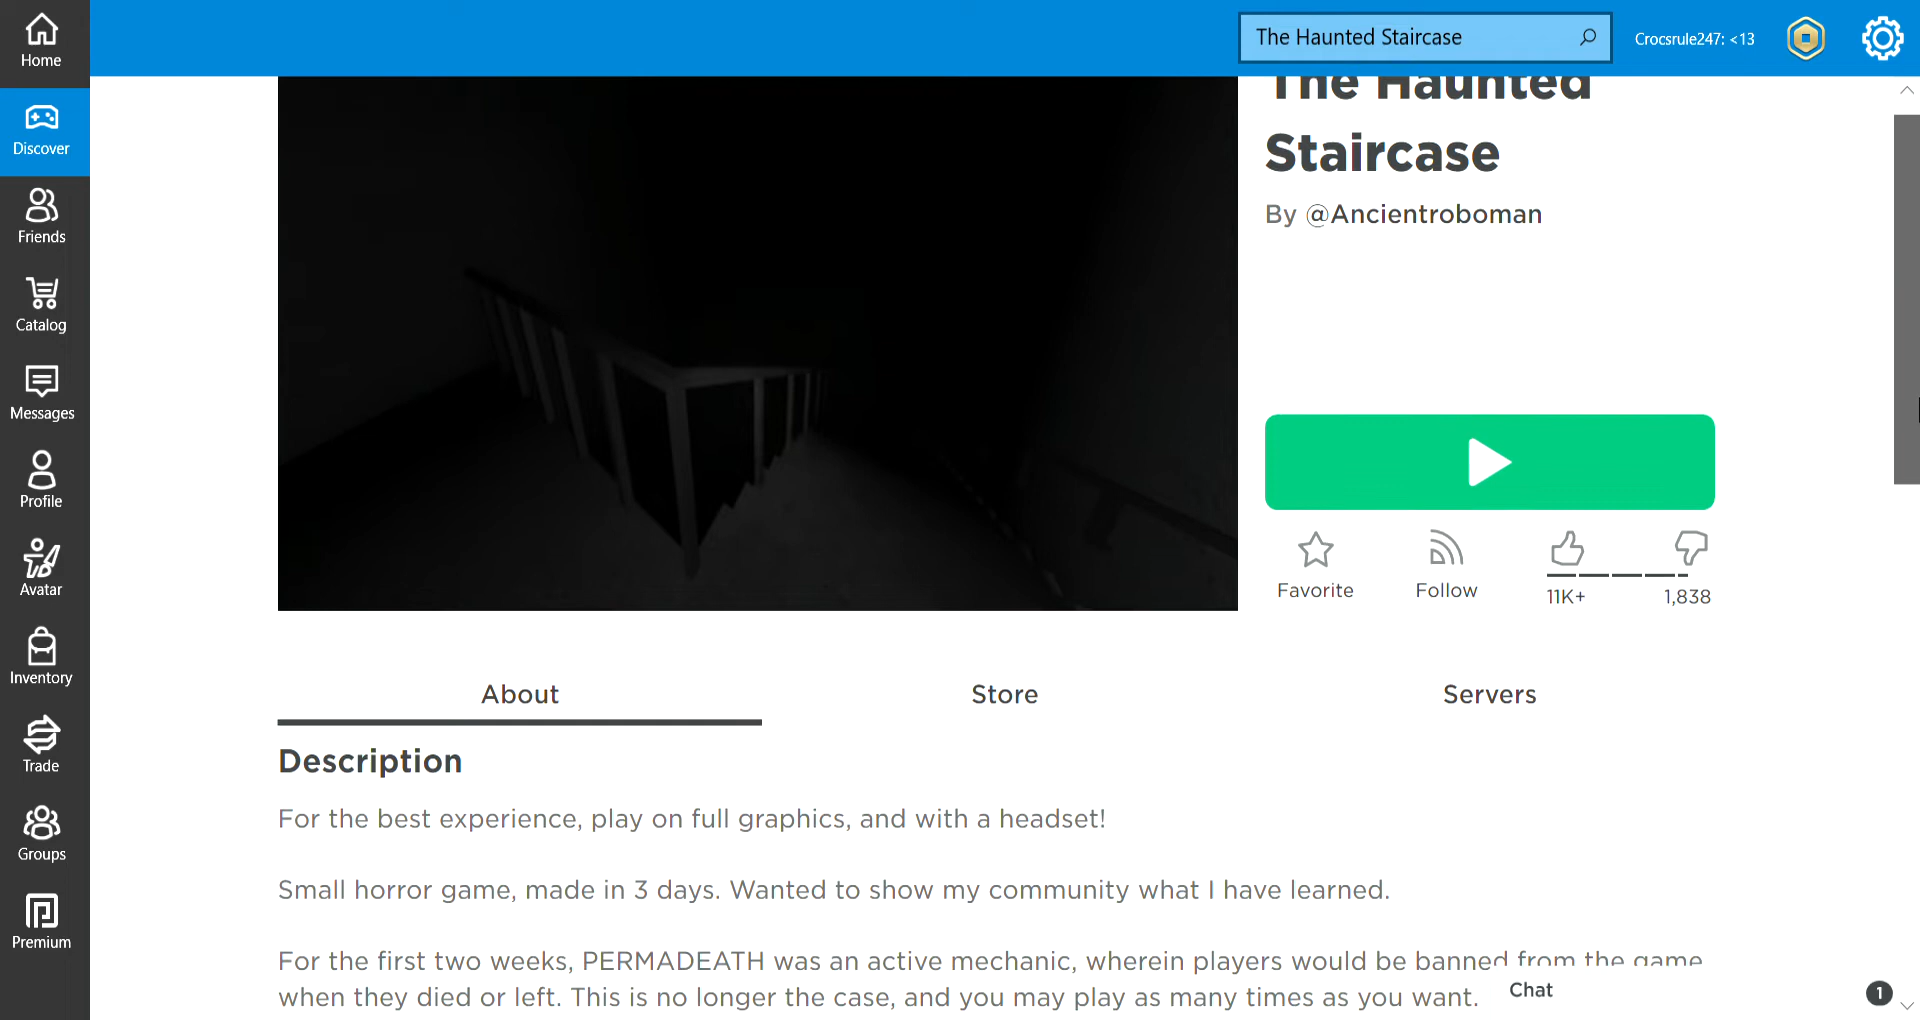 Home
Discover
Friends
Catalog
Messages
Profile
Avatar
Inventory
Trade
Groups
Premium
The Haunted Staircase
Crocsrule247: <13
The Haunted
Staircase
By @Ancientroboman
Favorite
Follow
11K+
1,838
About
Store
Servers
Description
For the best experience, play on full graphics, and with a headset!
Small horror game, made in 3 days. Wanted to show my community what I have learned.
For the first two weeks, PERMADEATH was an active mechanic, wherein players would be banned from the game
when they died or left. This is no longer the case, and you may play as many times as you want.
Chat
1